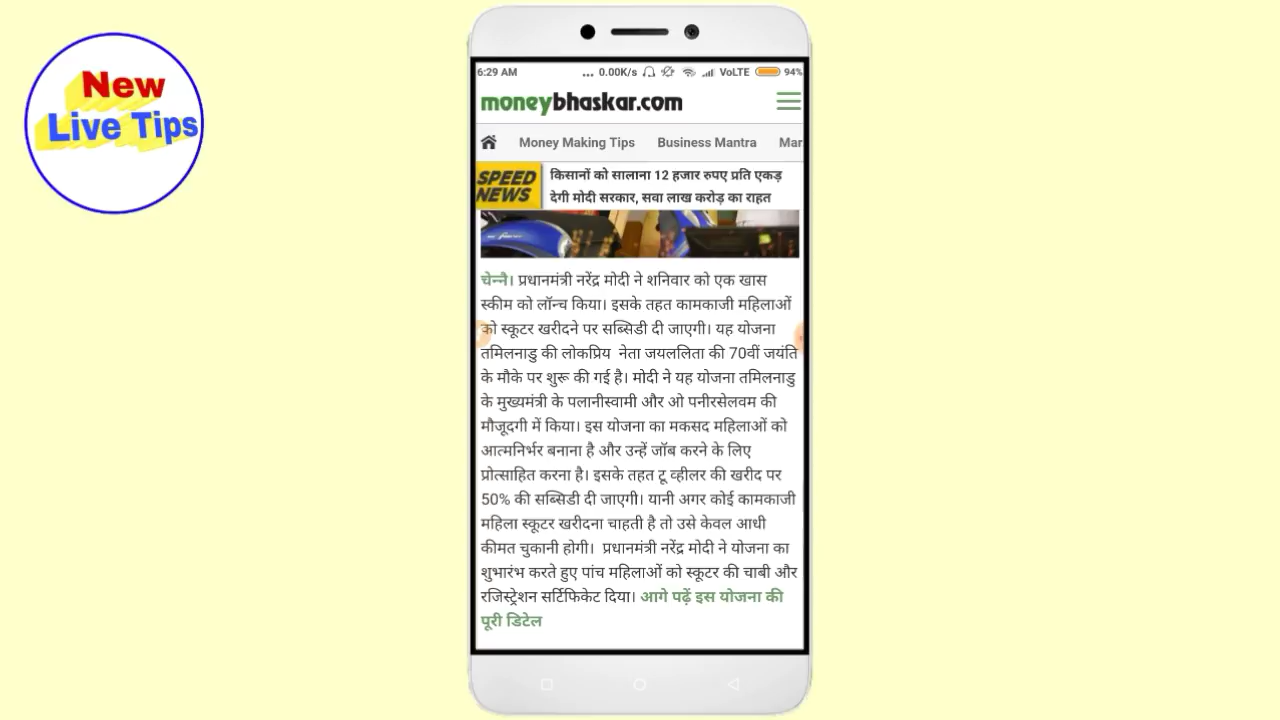 New
Live Tips
6:29 AM
... 0.00K/s VoLTE 94%
moneybhaskar.com
Money Making Tips Business Mantra Mar
SPEED
NEWS
किसानों को सालाना 12 हजार रुपए प्रति एकड़
देगी मोदी सरकार, सवा लाख करोड़ का राहत
चेन्नै। प्रधानमंत्री नरेंद्र मोदी ने शनिवार को एक खास
स्कीम को लॉन्च किया। इसके तहत कामकाजी महिलाओं
को स्कूटर खरीदने पर सब्सिडी दी जाएगी। यह योजना
तमिलनाडु की लोकप्रिय नेता जयललिता की 70वीं जयंति
के मौके पर शुरू की गई है। मोदी ने यह योजना तमिलनाडु
के मुख्यमंत्री के पलानीस्वामी और ओ पनीरसेलवम की
मौजूदगी में किया। इस योजना का मकसद महिलाओं को
आत्मनिर्भर बनाना है और उन्हें जॉब करने के लिए
प्रोत्साहित करना है। इसके तहत टू व्हीलर की खरीद पर
50% की सब्सिडी दी जाएगी। यानी अगर कोई कामकाजी
महिला स्कूटर खरीदना चाहती है तो उसे केवल आधी
कीमत चुकानी होगी। प्रधानमंत्री नरेंद्र मोदी ने योजना का
शुभारंभ करते हुए पांच महिलाओं को स्कूटर की चाबी और
रजिस्ट्रेशन सर्टिफिकेट दिया। आगे पढ़ें इस योजना की
पूरी डिटेल